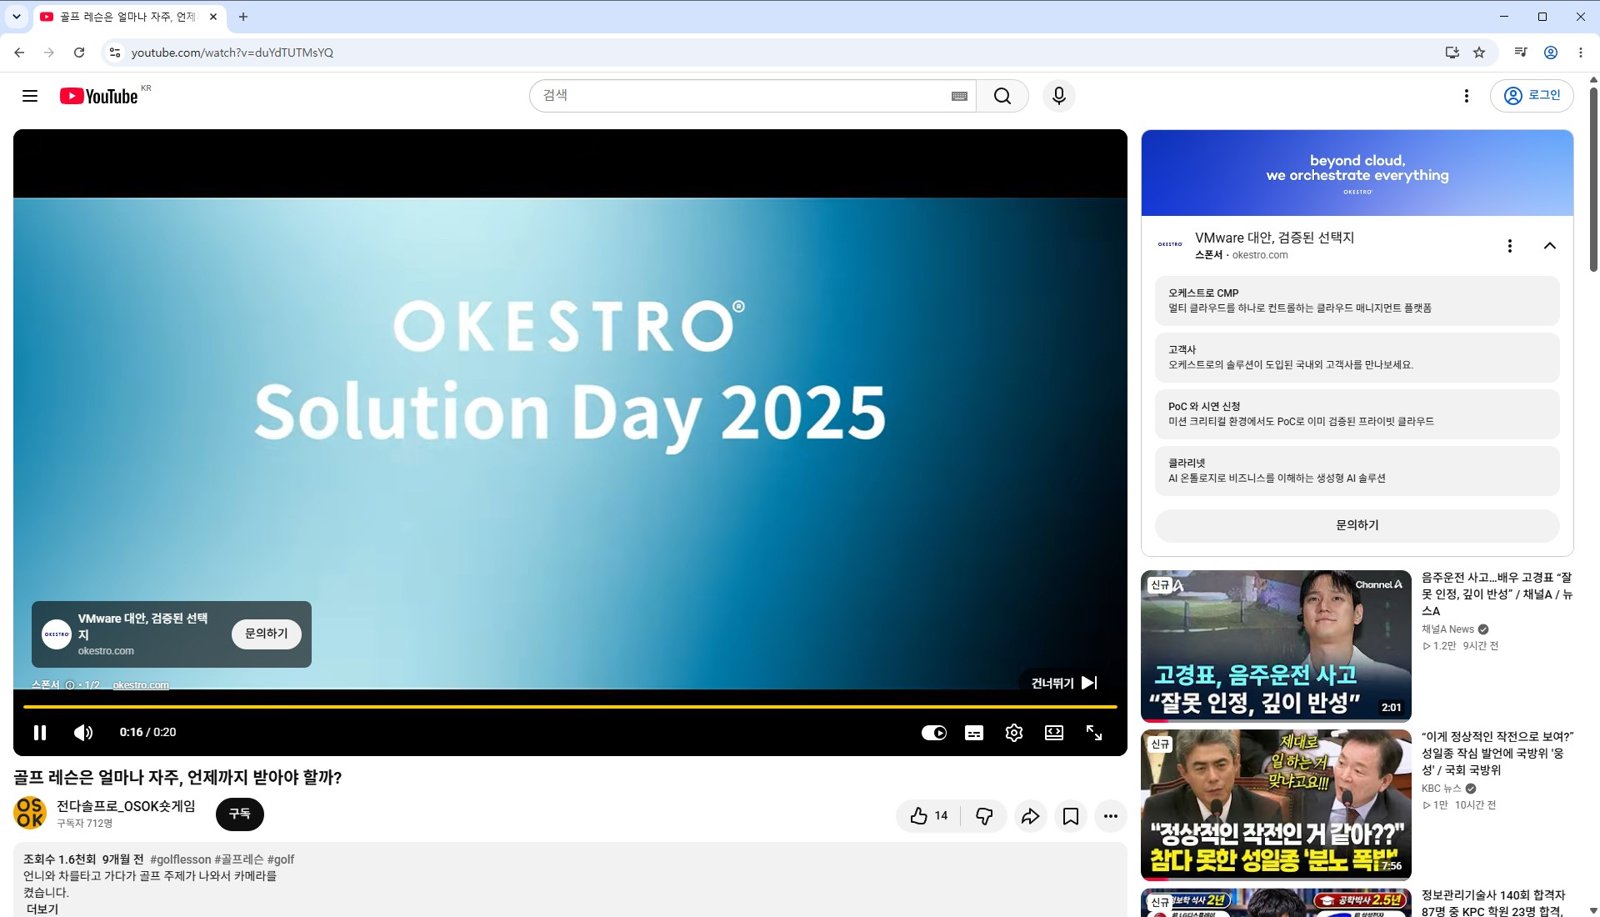 골프 레슨은 얼마나 자주, 언제
youtube.com/watch?v=duYdTUTMsYQ
YouTube KR
검색
로그인
OKESTRO®
Solution Day 2025
VMware 대안, 검증된 선택
지
okestro.com
문의하기
스폰서 · 1/2 okestro.com
건너뛰기
0:16 / 0:20
골프 레슨은 얼마나 자주, 언제까지 받아야 할까?
OS
OK
전다솔프로_OSOK숏게임
구독자 712명
구독
14
조회수 1.6천회 9개월 전 #golflesson #골프레슨 #golf
언니와 차를타고 가다가 골프 주제가 나와서 카메라를
켰습니다.
더보기
beyond cloud,
we orchestrate everything
OKESTRO
OKESTRO
VMware 대안, 검증된 선택지
스폰서 · okestro.com
오케스트로 CMP
멀티 클라우드를 하나로 컨트롤하는 클라우드 매니지먼트 플랫폼
고객사
오케스트로의 솔루션이 도입된 국내외 고객사를 만나보세요.
PoC 와 시연 신청
미션 크리티컬 환경에서도 PoC로 이미 검증된 프라이빗 클라우드
클라리넷
AI 온톨로지로 비즈니스를 이해하는 생성형 AI 솔루션
문의하기
신규
Channel A
고경표, 음주운전 사고
“잘못 인정, 깊이 반성”
2:01
음주운전 사고…배우 고경표 “잘
못 인정, 깊이 반성” / 채널A / 뉴
스A
채널A News
1.2만 9시간 전
신규
제대로
일 하는 거
맞냐고요!!!
"정상적인 작전인 거 같아??"
참다 못한 성일종 '분노 폭발'
7:56
“이게 정상적인 작전으로 보여?”
성일종 작심 발언에 국방위 '웅
성' / 국회 국방위
KBC 뉴스
1만 10시간 전
신규
석사 2년
공학박사 2.5년
정보관리기술사 140회 합격자
87명 중 KPC 학원 23명 합격,